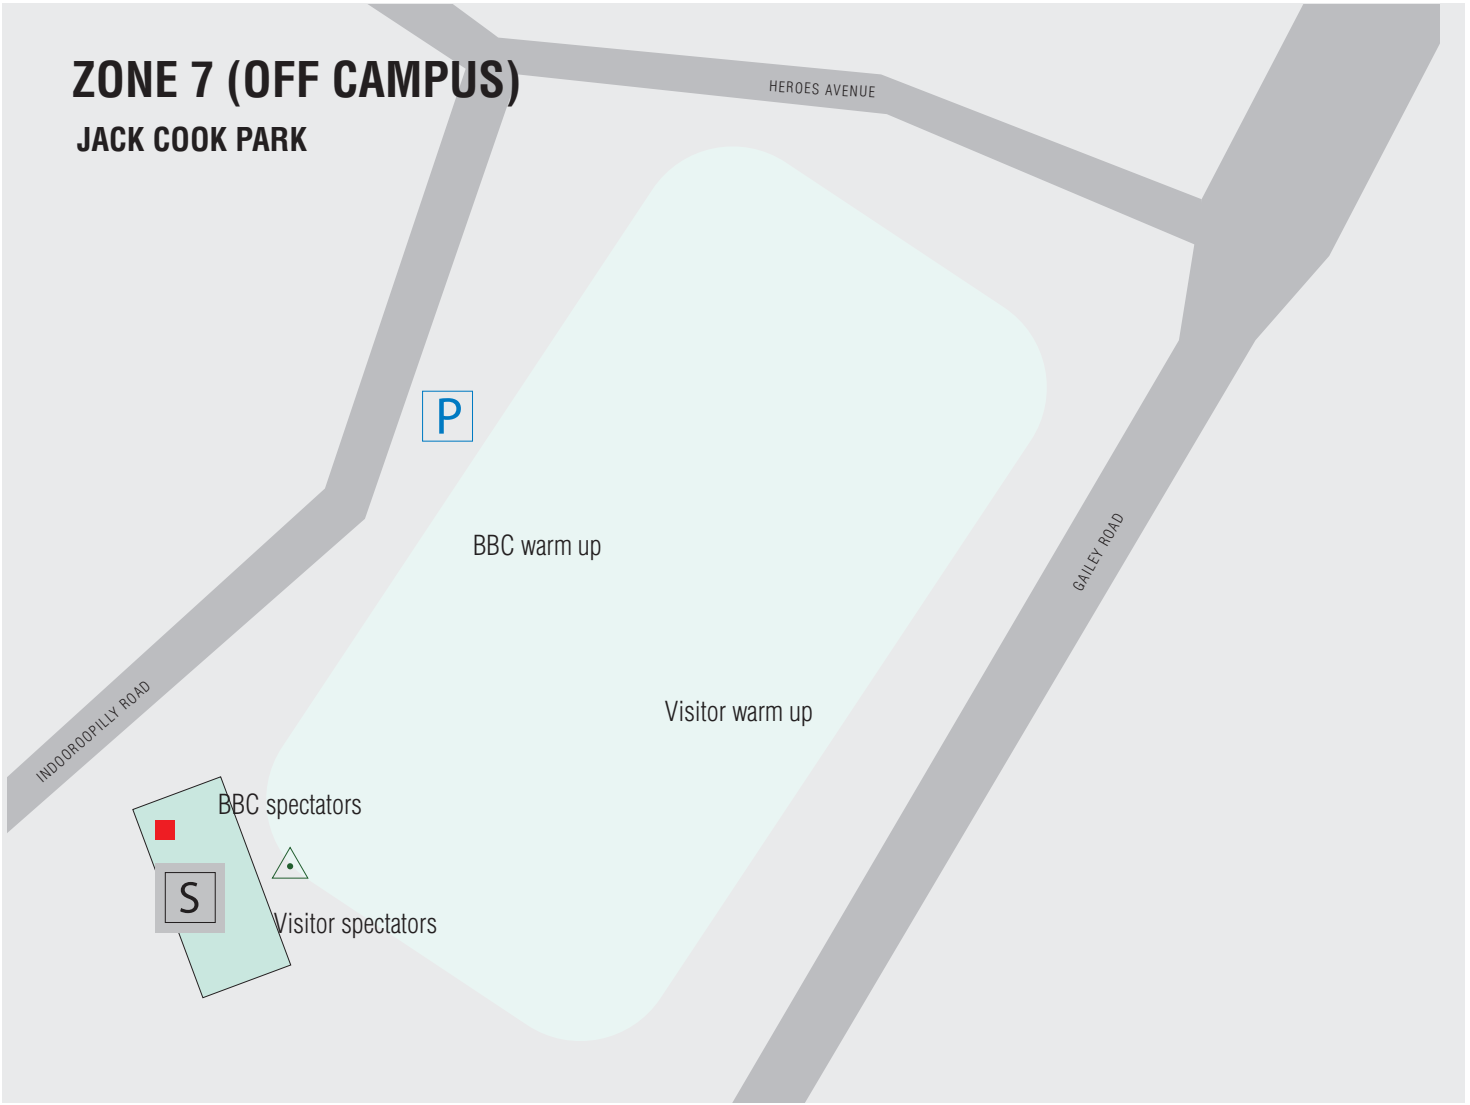 ZONE 7 (OFF CAMPUS)
JACK COOK PARK
HEROES AVENUE
P
BBC warm up
GAILEY ROAD
Visitor warm up
INDOOROOPILLY ROAD
BBC spectators
S
Visitor spectators